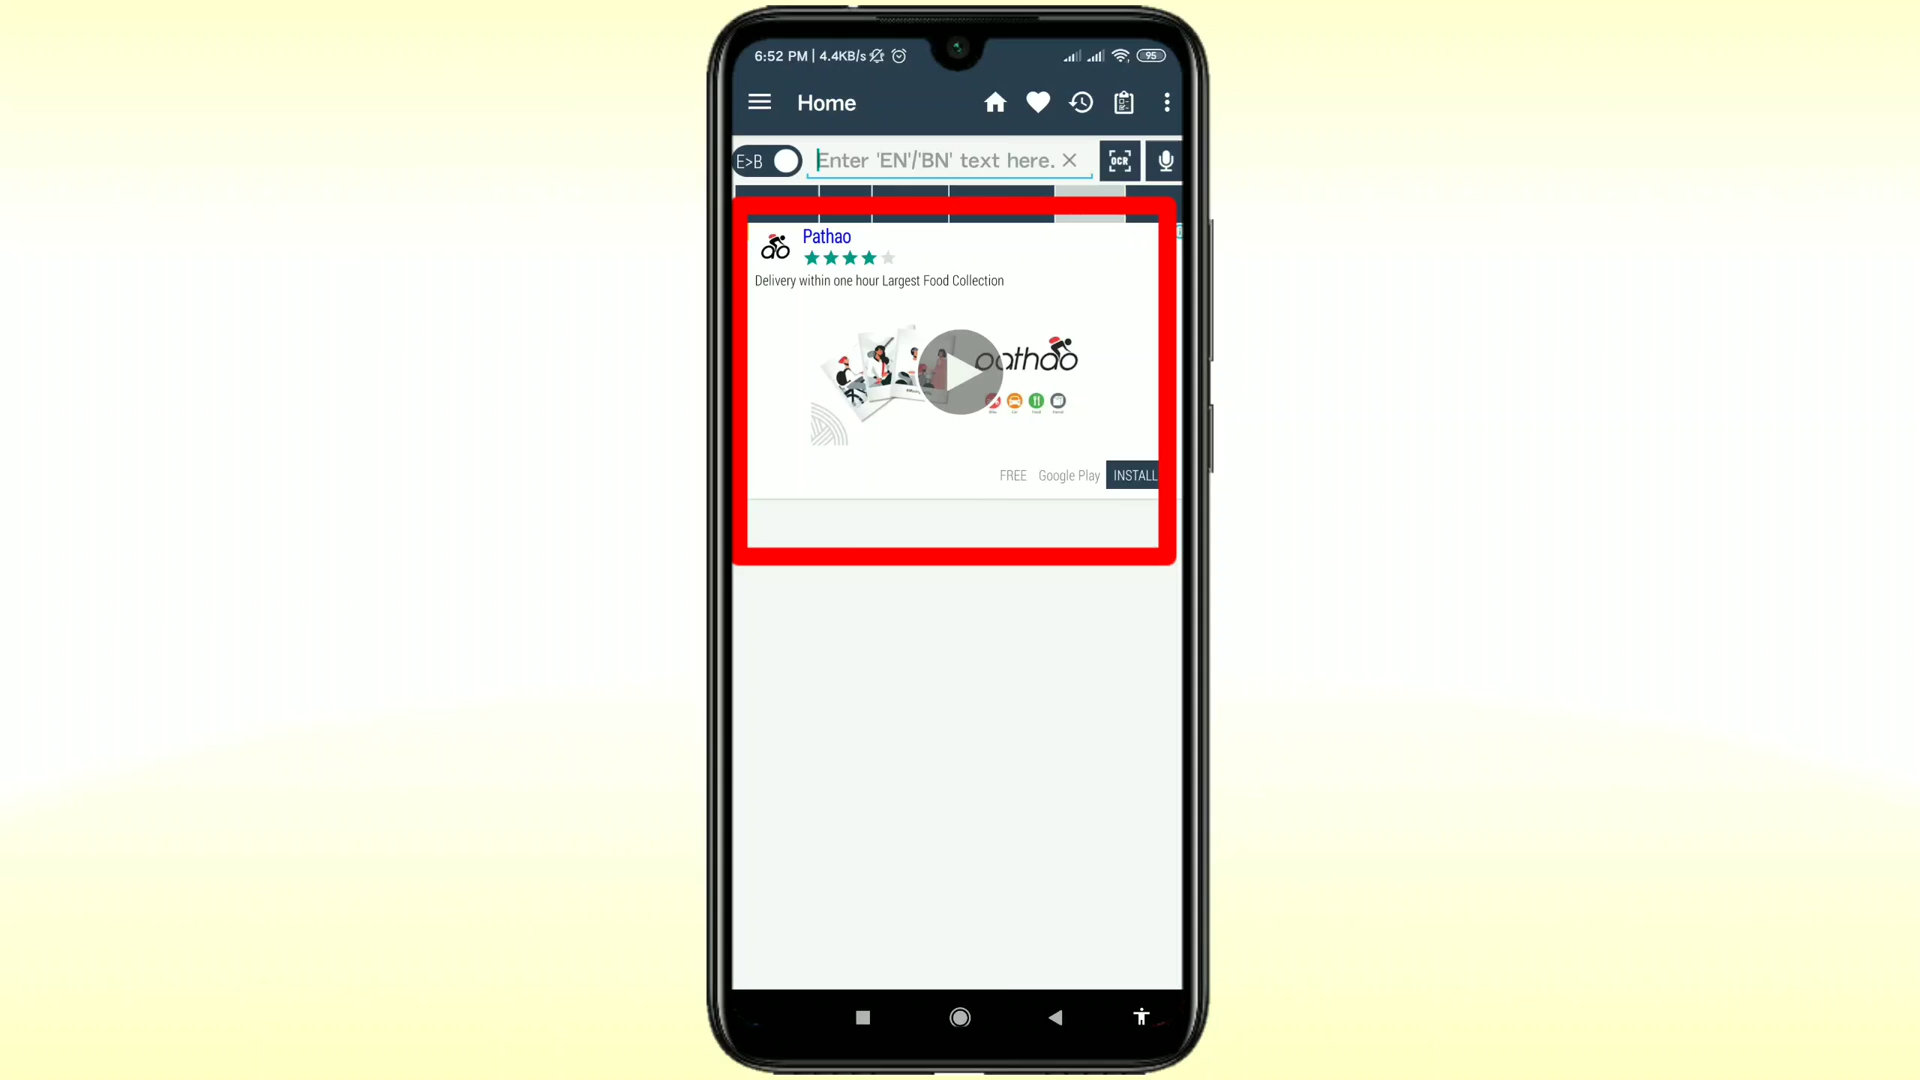 6:52 PM | 4.4KB/s
95
Home
E>B
Enter 'EN'/'BN' text here.
OCR
Pathao
Delivery within one hour Largest Food Collection
pathao
FREE Google Play INSTALL